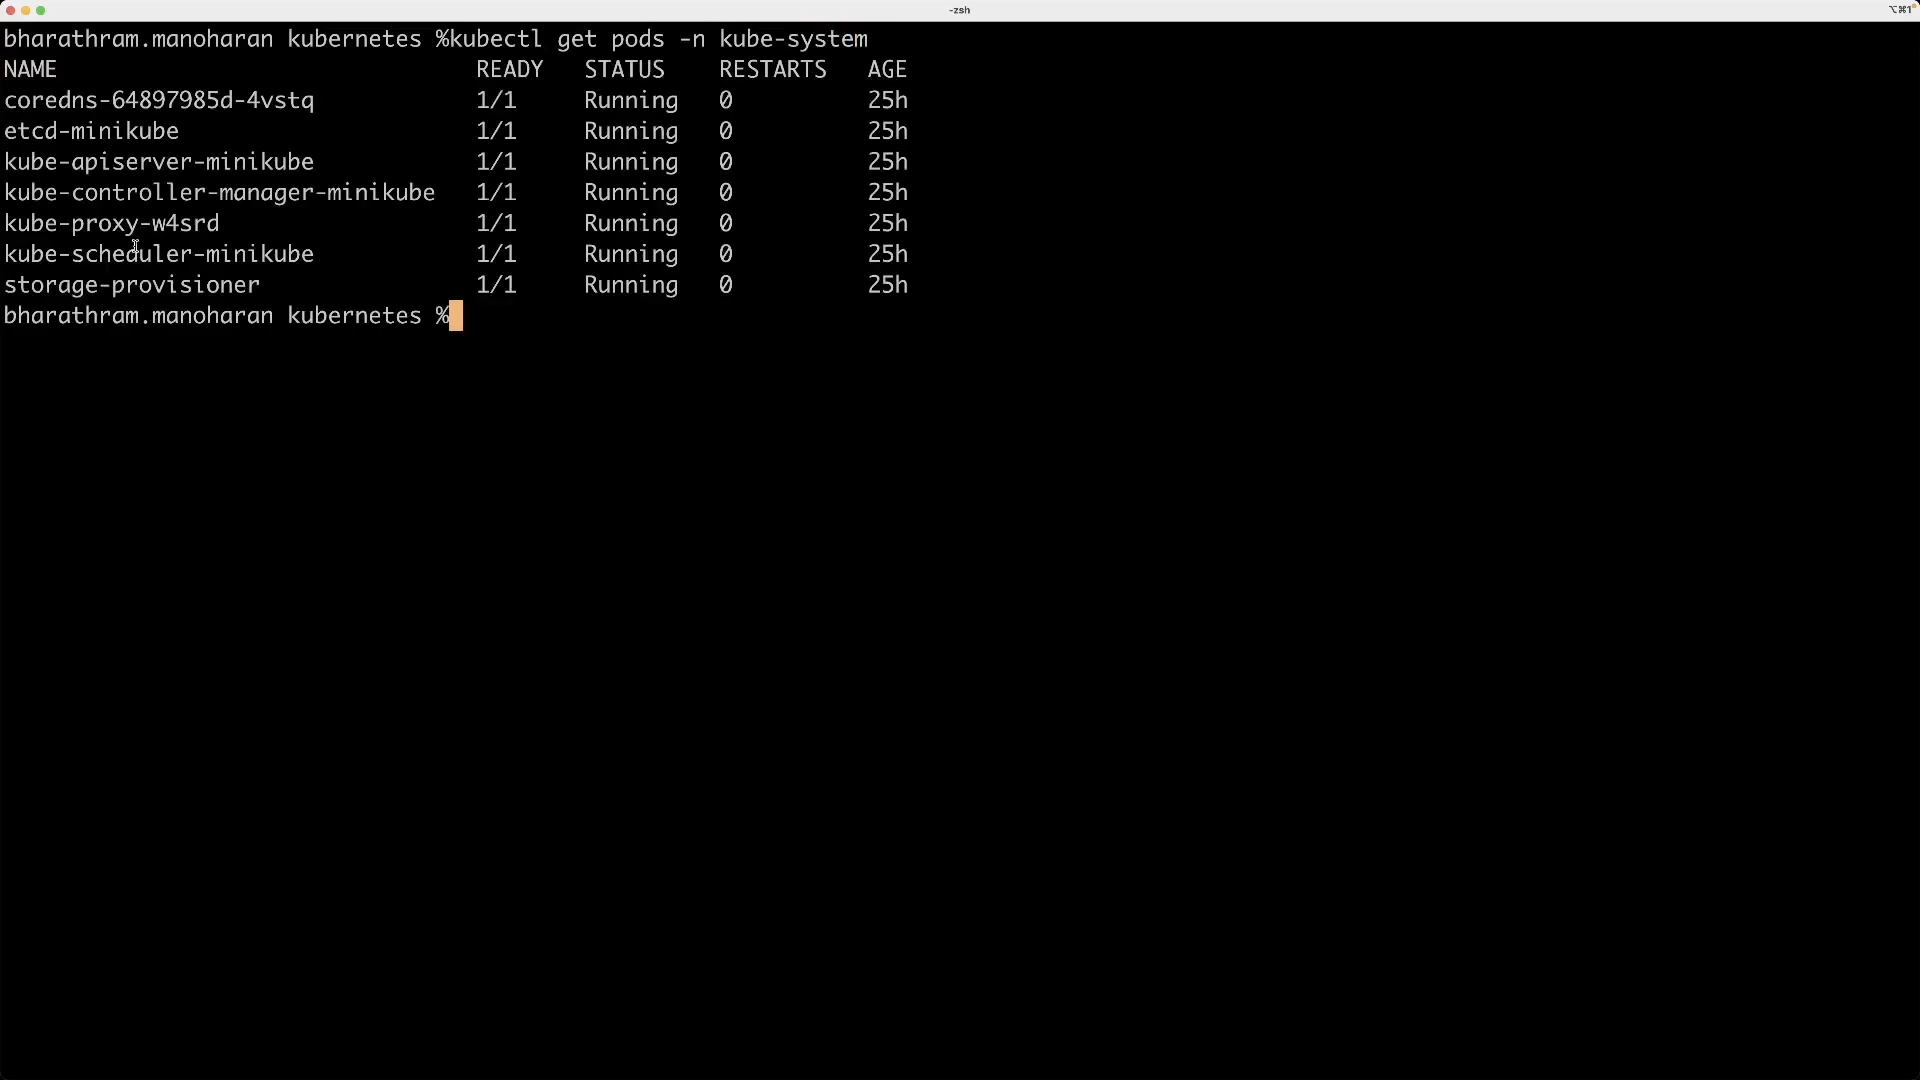 -zsh
⌥⌘1
bharathram.manoharan kubernetes %kubectl get pods -n kube-system
NAME READY STATUS RESTARTS AGE
coredns-64897985d-4vstq 1/1 Running 0 25h
etcd-minikube 1/1 Running 0 25h
kube-apiserver-minikube 1/1 Running 0 25h
kube-controller-manager-minikube 1/1 Running 0 25h
kube-proxy-w4srd 1/1 Running 0 25h
kube-scheduler-minikube 1/1 Running 0 25h
storage-provisioner 1/1 Running 0 25h
bharathram.manoharan kubernetes %